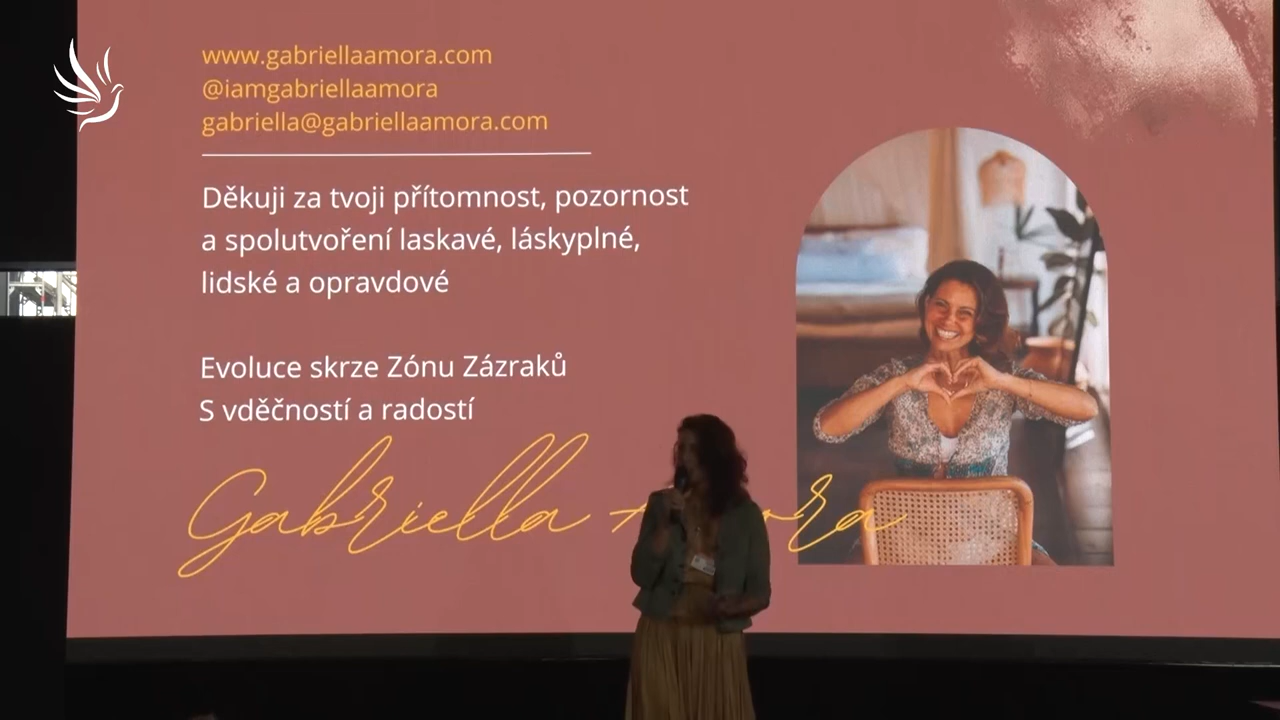 www.gabriellaamora.com
@iamgabriellaamora
gabriella@gabriellaamora.com
Děkuji za tvoji přítomnost, pozornost
a spolutvoření laskavé, láskyplné,
lidské a opravdové
Evoluce skrze Zónu Zázraků
S vděčností a radostí
Gabriella